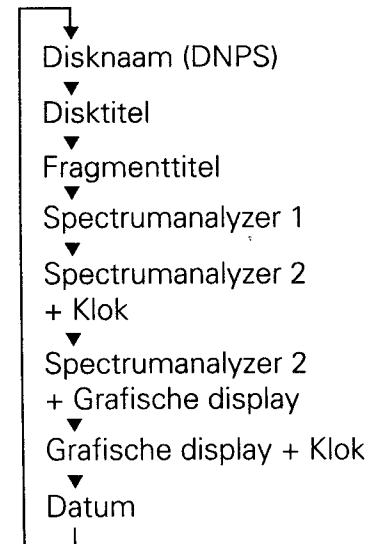 Disknaam (DNPS)
Disktitel
Fragmenttitel
Spectrumanalyzer 1
Spectrumanalyzer 2
+ Klok
Spectrumanalyzer 2
+ Grafische display
Grafische display + Klok
Datum